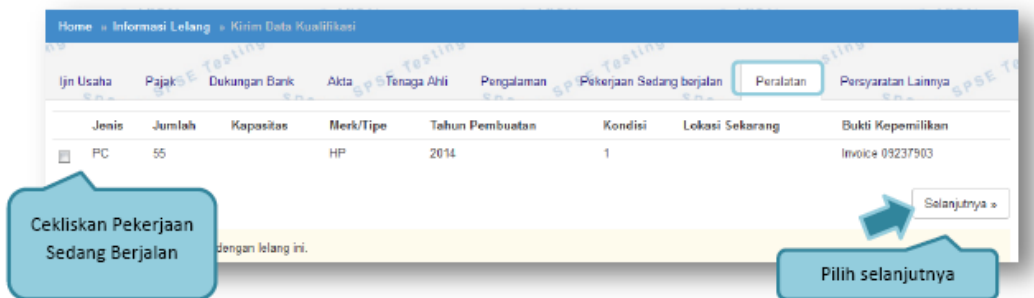 Home » Informasi Lelang » Kirim Data Kualifikasi
Ijin Usaha Pajak Dukungan Bank Akta Tenaga Ahli Pengalaman Pekerjaan Sedang berjalan Peralatan Persyaratan Lainnya
Jenis Jumlah Kapasitas Merk/Tipe Tahun Pembuatan Kondisi Lokasi Sekarang Bukti Kepemilikan
PC 55 HP 2014 1 Invoice 09237903
Selanjutnya »
Cekliskan Pekerjaan
Sedang Berjalan
dengan lelang ini.
Pilih selanjutnya